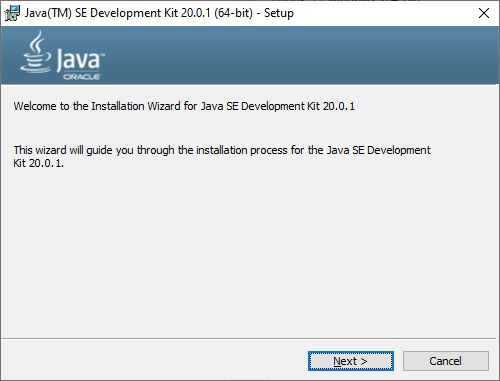 Java(TM) SE Development Kit 20.0.1 (64-bit) - Setup
Java™
ORACLE
Welcome to the Installation Wizard for Java SE Development Kit 20.0.1
This wizard will guide you through the installation process for the Java SE Development
Kit 20.0.1.
Next >
Cancel